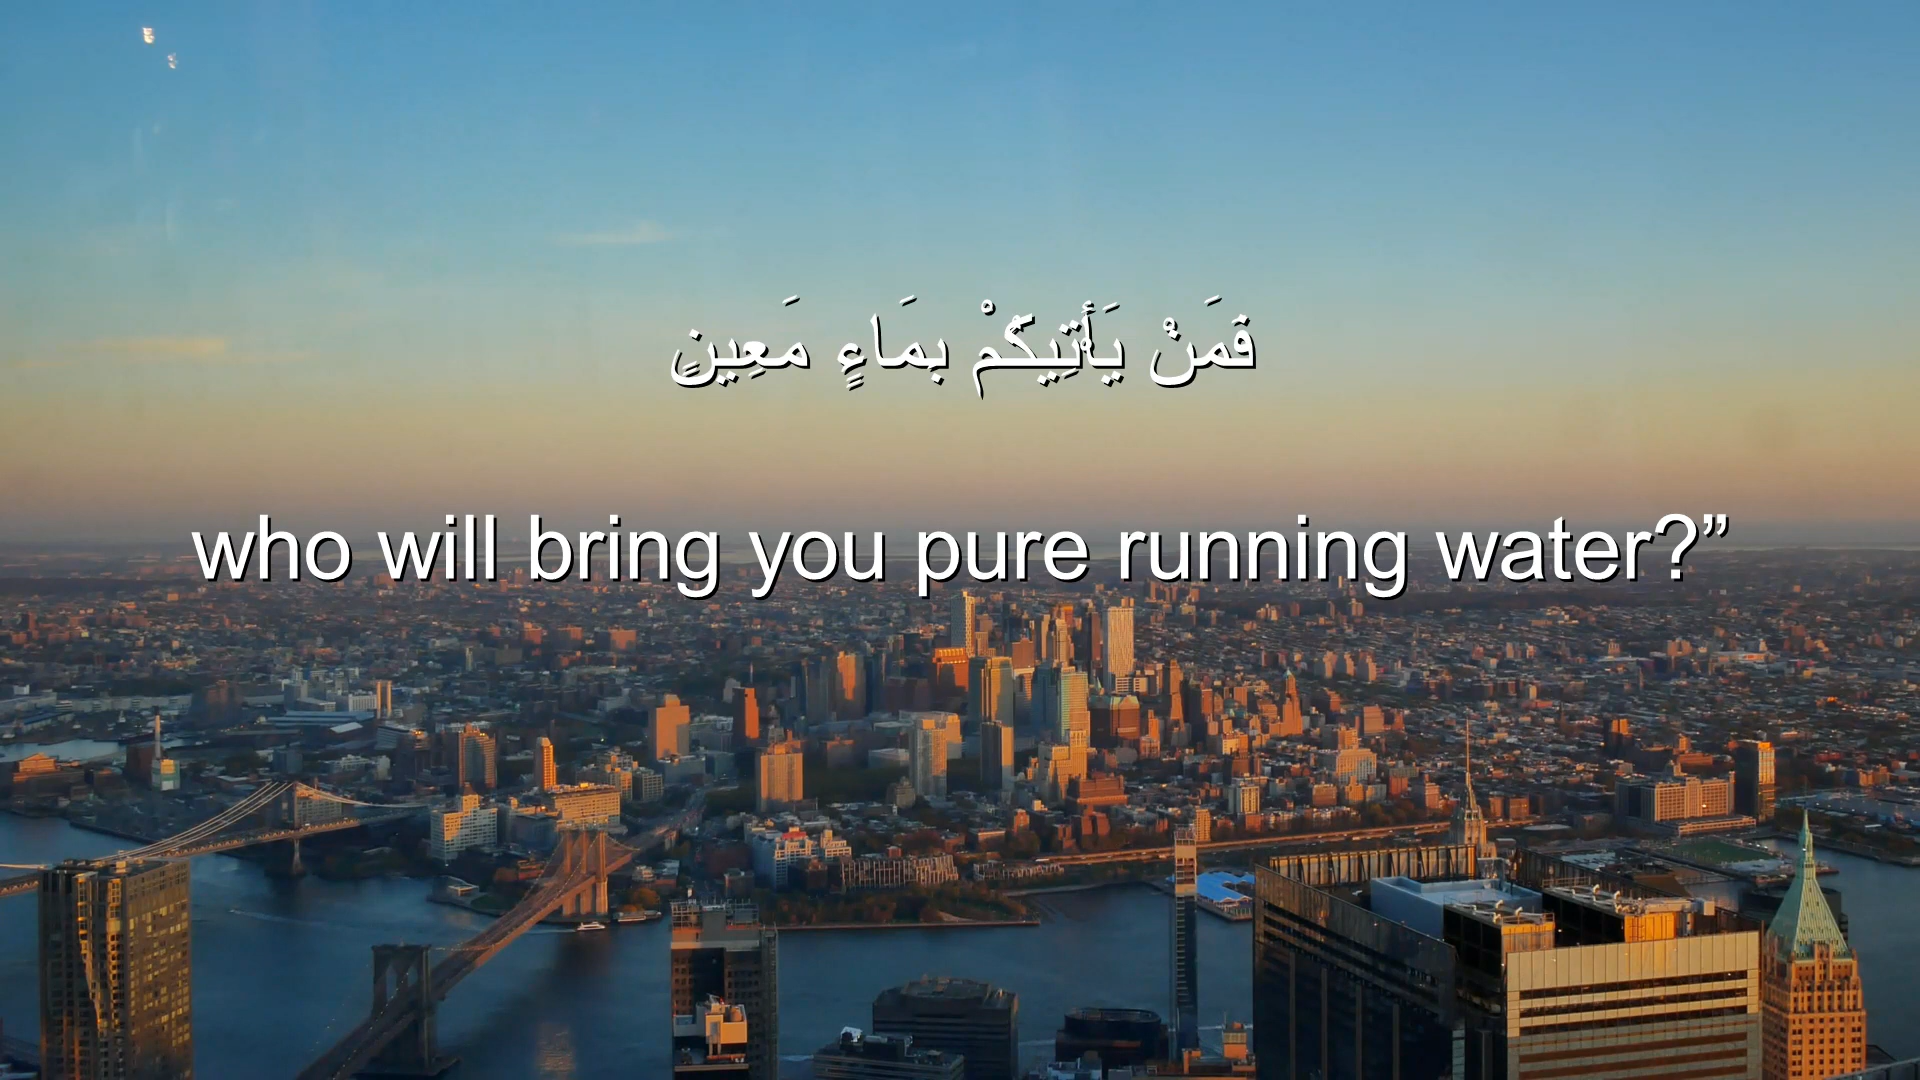 فَمَنْ يَأْتِيكُمْ بِمَاءٍ مَعِينٍ
who will bring you pure running water?”